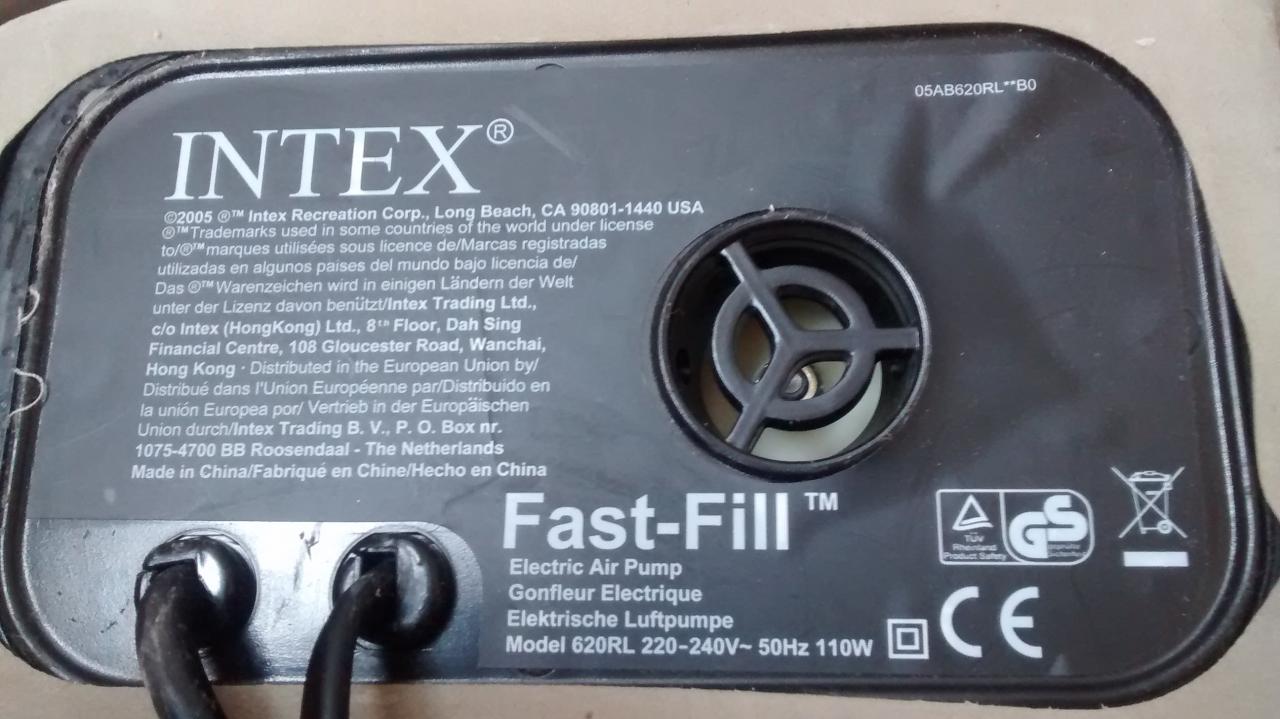 05AB620RL**B0
INTEX®
©2005 ®™ Intex Recreation Corp., Long Beach, CA 90801-1440 USA
®™Trademarks used in some countries of the world under license
to/®™marques utilisées sous licence de/Marcas registradas
utilizadas en algunos paises del mundo bajo licencia de/
Das ®™Warenzeichen wird in einigen Ländern der Welt
unter der Lizenz davon benützt/Intex Trading Ltd.,
c/o Intex (HongKong) Ltd., 8th Floor, Dah Sing
Financial Centre, 108 Gloucester Road, Wanchai,
Hong Kong · Distributed in the European Union by/
Distribué dans l'Union Européenne par/Distribuido en
la unión Europea por/ Vertrieb in der Europäischen
Union durch/Intex Trading B. V., P. O. Box nr.
1075-4700 BB Roosendaal - The Netherlands
Made in China/Fabriqué en Chine/Hecho en China
Fast-Fill™
Electric Air Pump
Gonfleur Electrique
Elektrische Luftpumpe
Model 620RL 220-240V~ 50Hz 110W
TÜV
Rheinland
Product Safety
GS
geprüfte
Sicherheit
CE